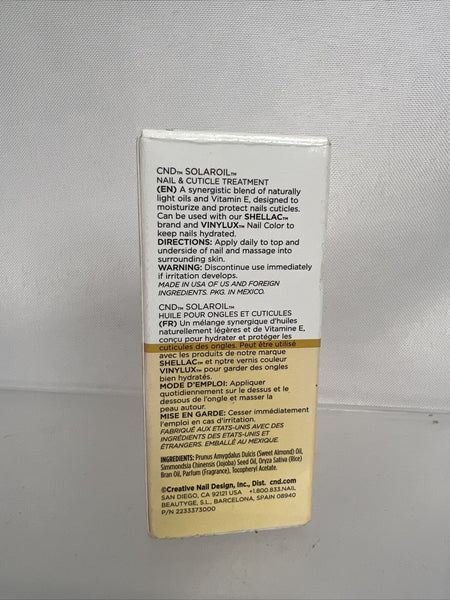 CND™ SOLAROIL™
NAIL & CUTICLE TREATMENT
(EN) A synergistic blend of naturally
light oils and Vitamin E, designed to
moisturize and protect nails cuticles.
Can be used with our SHELLAC™
brand and VINYLUX™ Nail Color to
keep nails hydrated.
DIRECTIONS: Apply daily to top and
underside of nail and massage into
surrounding skin.
WARNING: Discontinue use immediately
if irritation develops.
MADE IN USA OF US AND FOREIGN
INGREDIENTS. PKG. IN MEXICO.
CND™ SOLAROIL™
HUILE POUR ONGLES ET CUTICULES
(FR) Un mélange synergique d'huiles
naturellement légères et de Vitamine E,
conçu pour hydrater et protéger les
cuticules des ongles. Peut être utilisé
avec les produits de notre marque
SHELLAC™ et notre vernis couleur
VINYLUX™ pour garder des ongles
bien hydratés.
MODE D'EMPLOI: Appliquer
quotidiennement sur le dessus et le
dessous de l'ongle et masser la
peau autour.
MISE EN GARDE: Cesser immédiatement
l'emploi en cas d'irritation.
FABRIQUÉ AUX ETATS-UNIS AVEC DES
INGRÉDIENTS DES ETATS-UNIS ET
ÉTRANGERS. EMBALLÉ AU MEXIQUE.
INGREDIENTS: Prunus Amygdalus Dulcis (Sweet Almond) Oil,
Simmondsia Chinensis (Jojoba) Seed Oil, Oryza Sativa (Rice)
Bran Oil, Parfum (Fragrance), Tocopheryl Acetate.
©Creative Nail Design, Inc., Dist. cnd.com
SAN DIEGO, CA 92121 USA +1.800.833.NAIL
BEAUTYGE, S.L., BARCELONA, SPAIN 08940
P/N 2233373000